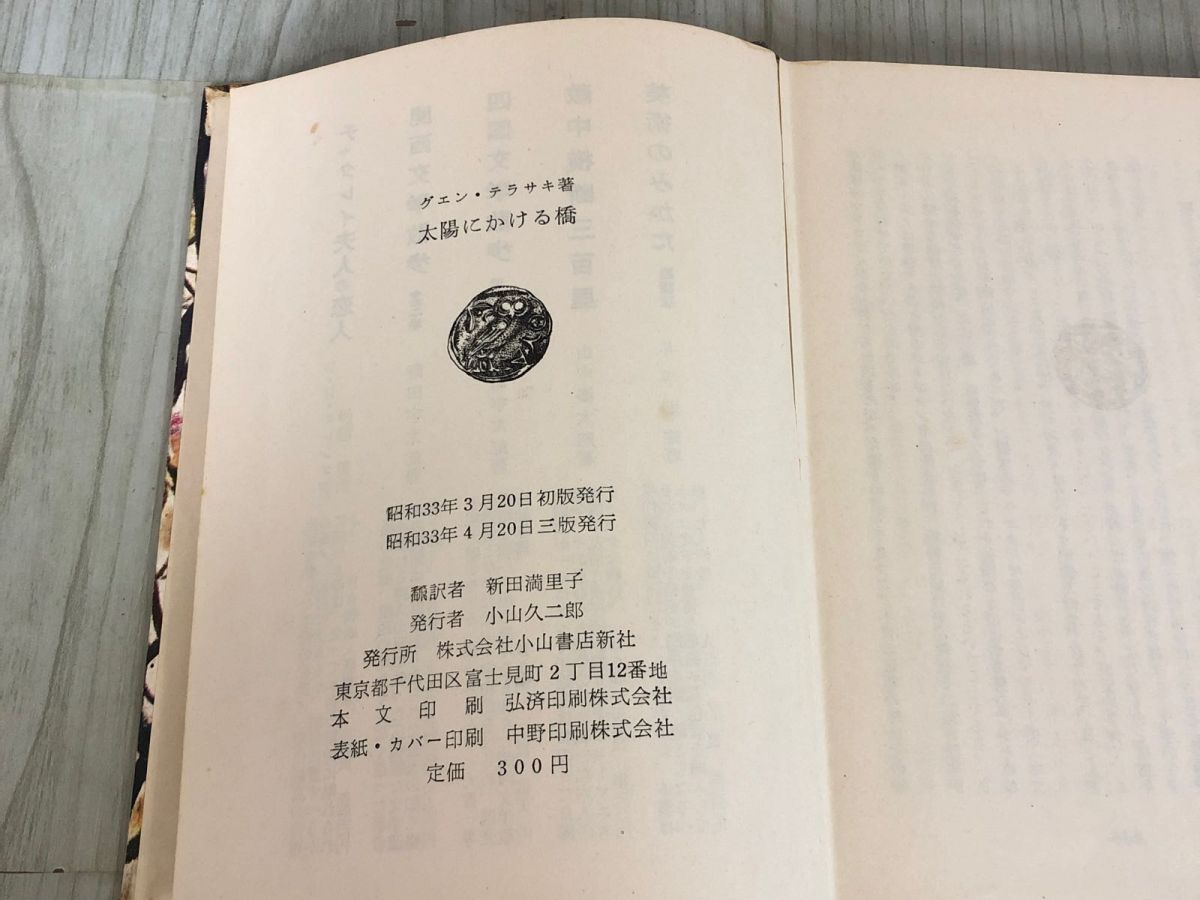 グエン・テラサキ著
太陽にかける橋
昭和33年3月20日初版発行
昭和33年4月20日三版発行
翻訳者 新田満里子
発行者 小山久二郎
発行所 株式会社小山書店新社
東京都千代田区富士見町2丁目12番地
本文印刷 弘済印刷株式会社
表紙・カバー印刷 中野印刷株式会社
定価 300円